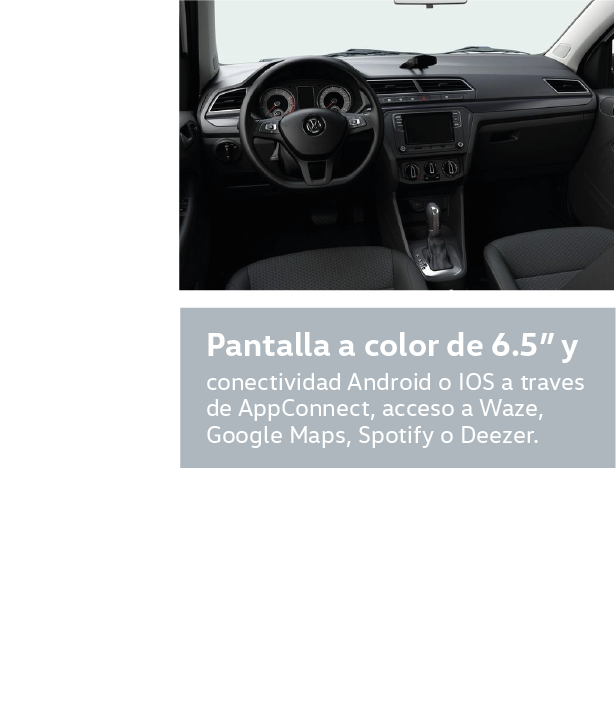 Pantalla a color de 6.5” y
conectividad Android o IOS a traves
de AppConnect, acceso a Waze,
Google Maps, Spotify o Deezer.